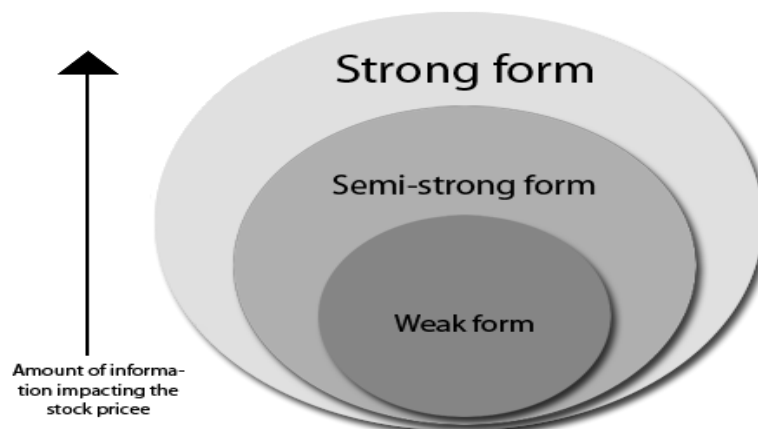 Strong form
Semi-strong form
Weak form
Amount of informa-
tion impacting the
stock pricee